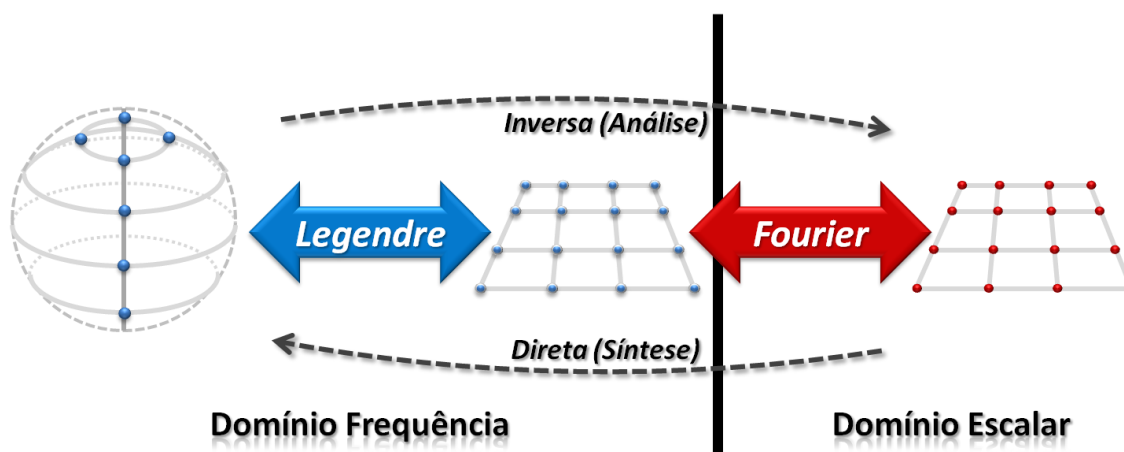 Inversa (Análise)
Legendre
Fourier
Direta (Síntese)
Domínio Frequência
Domínio Escalar